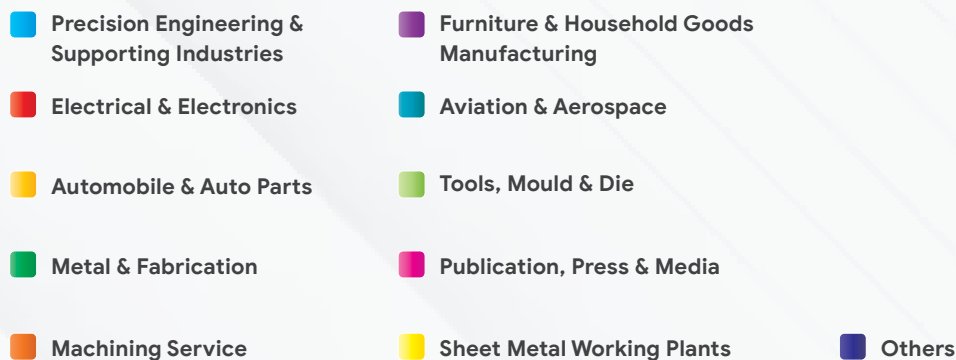 Precision Engineering &
Supporting Industries
Electrical & Electronics
Automobile & Auto Parts
Metal & Fabrication
Machining Service
Furniture & Household Goods
Manufacturing
Aviation & Aerospace
Tools, Mould & Die
Publication, Press & Media
Sheet Metal Working Plants
Others